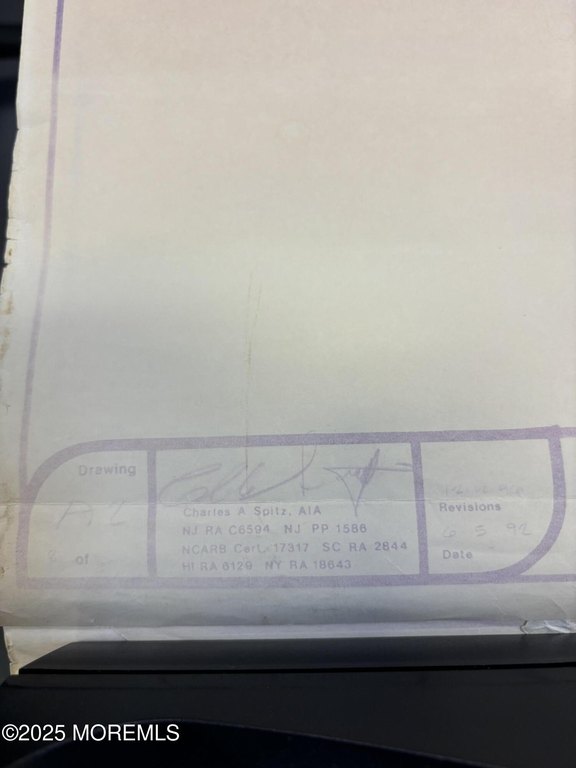 Drawing
of
Charles A Spitz, AIA
NJ RA C6594 NJ PP 1586
NCARB Cert. 17317 SC RA 2844
HI RA 6129 NY RA 18643
Revisions
6 5 92
Date
©2025 MOREMLS